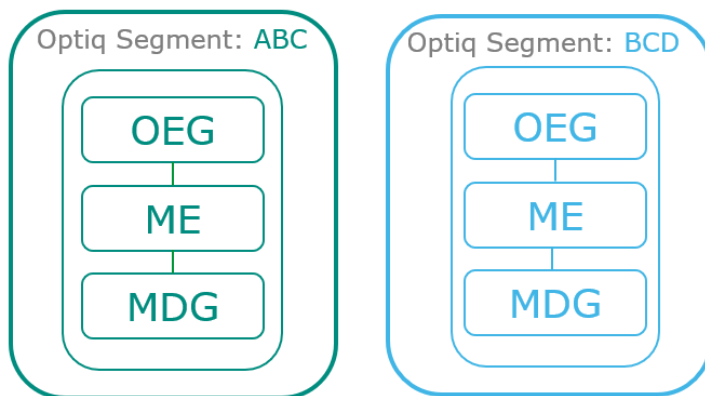 Optiq Segment: ABC
OEG
ME
MDG
Optiq Segment: BCD
OEG
ME
MDG